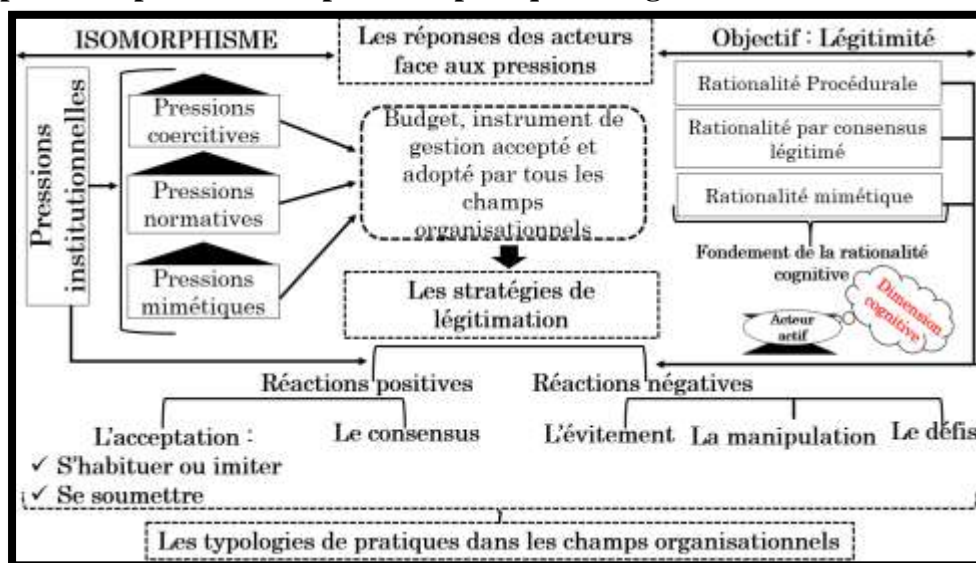 ISOMORPHISME
Les réponses des acteurs
face aux pressions
Objectif : Légitimité
Pressions
institutionnelles
Pressions
coercitives
Pressions
normatives
Pressions
mimétiques
Budget, instrument de
gestion accepté et
adopté par tous les
champs
organisationnels
Rationalité Procédurale
Rationalité par consensus
légitimé
Rationalité mimétique
Fondement de la rationalité
cognitive
Dimension
cognitive
Acteur
actif
Les stratégies de
légitimation
Réactions positives
Réactions négatives
L'acceptation :
✓ S'habituer ou imiter
✓ Se soumettre
Le consensus
L'évitement
La manipulation
Le défis
Les typologies de pratiques dans les champs organisationnels